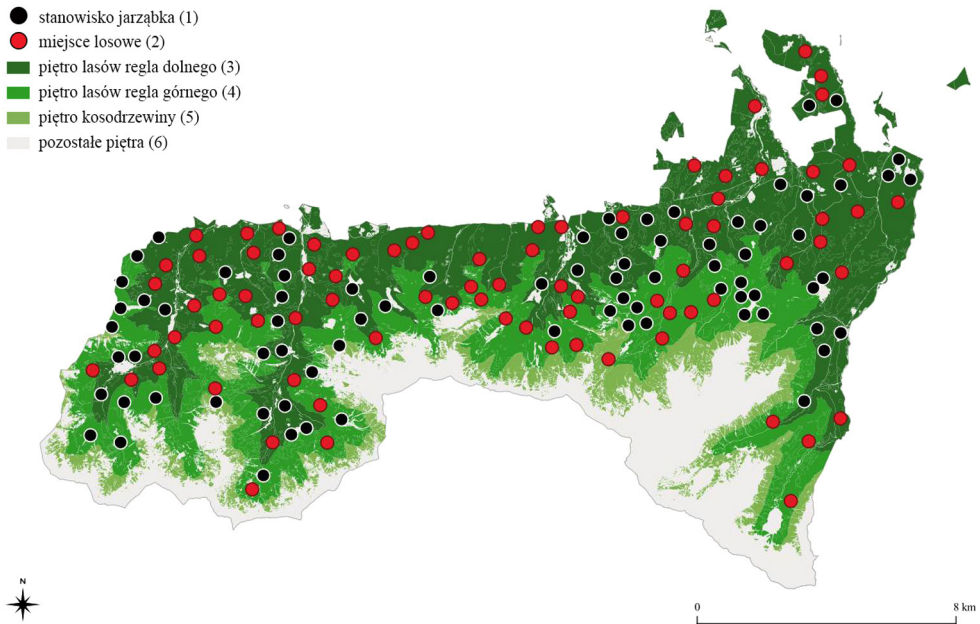 stanowisko jarząbka (1)
miejsce losowe (2)
piętro lasów regla dolnego (3)
piętro lasów regla górnego (4)
piętro kosodrzewiny (5)
pozostałe piętra (6)
N
0 8 km